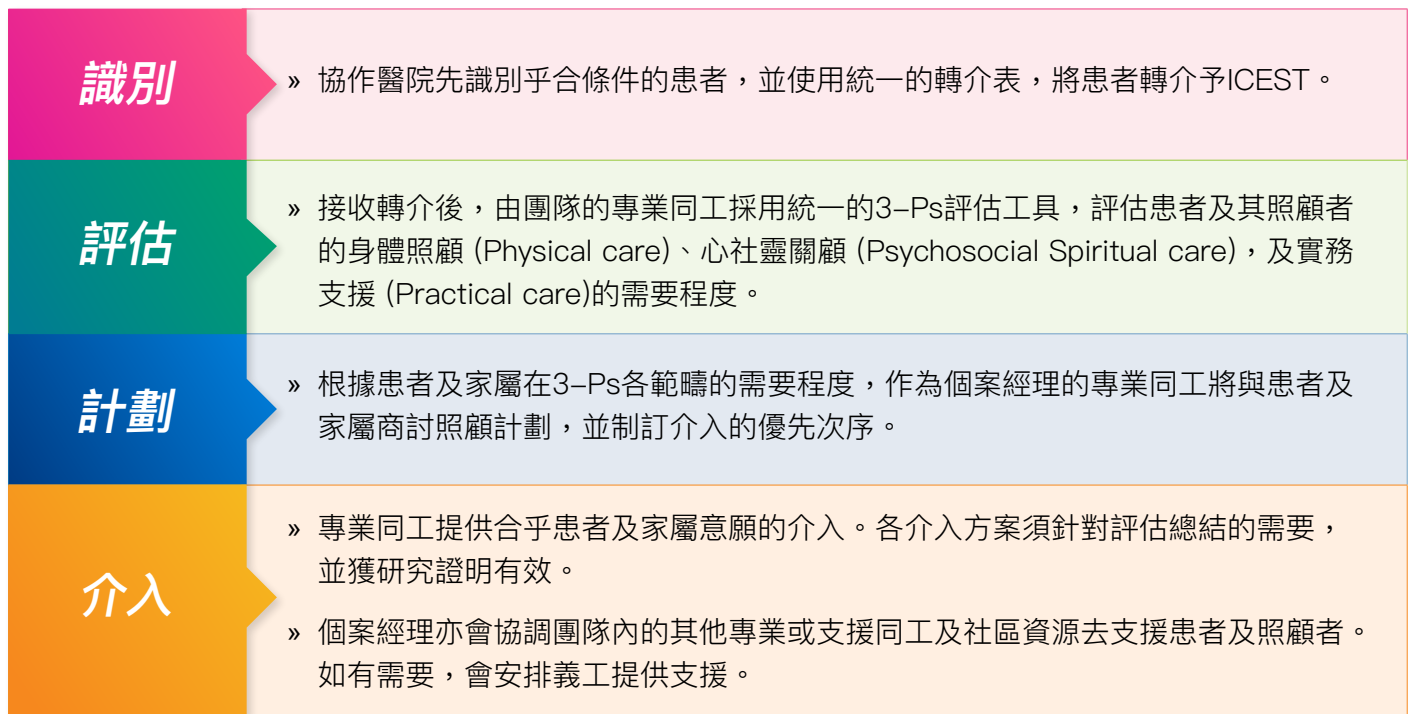 識別
» 協作醫院先識別乎合條件的患者，並使用統一的轉介表，將患者轉介予ICEST。
評估
» 接收轉介後，由團隊的專業同工採用統一的3–Ps評估工具，評估患者及其照顧者
的身體照顧 (Physical care)、心社靈關顧 (Psychosocial Spiritual care)，及實務
支援 (Practical care)的需要程度。
計劃
» 根據患者及家屬在3–Ps各範疇的需要程度，作為個案經理的專業同工將與患者及
家屬商討照顧計劃，並制訂介入的優先次序。
介入
» 專業同工提供合乎患者及家屬意願的介入。各介入方案須針對評估總結的需要，
並獲研究證明有效。
» 個案經理亦會協調團隊內的其他專業或支援同工及社區資源去支援患者及照顧者。
如有需要，會安排義工提供支援。